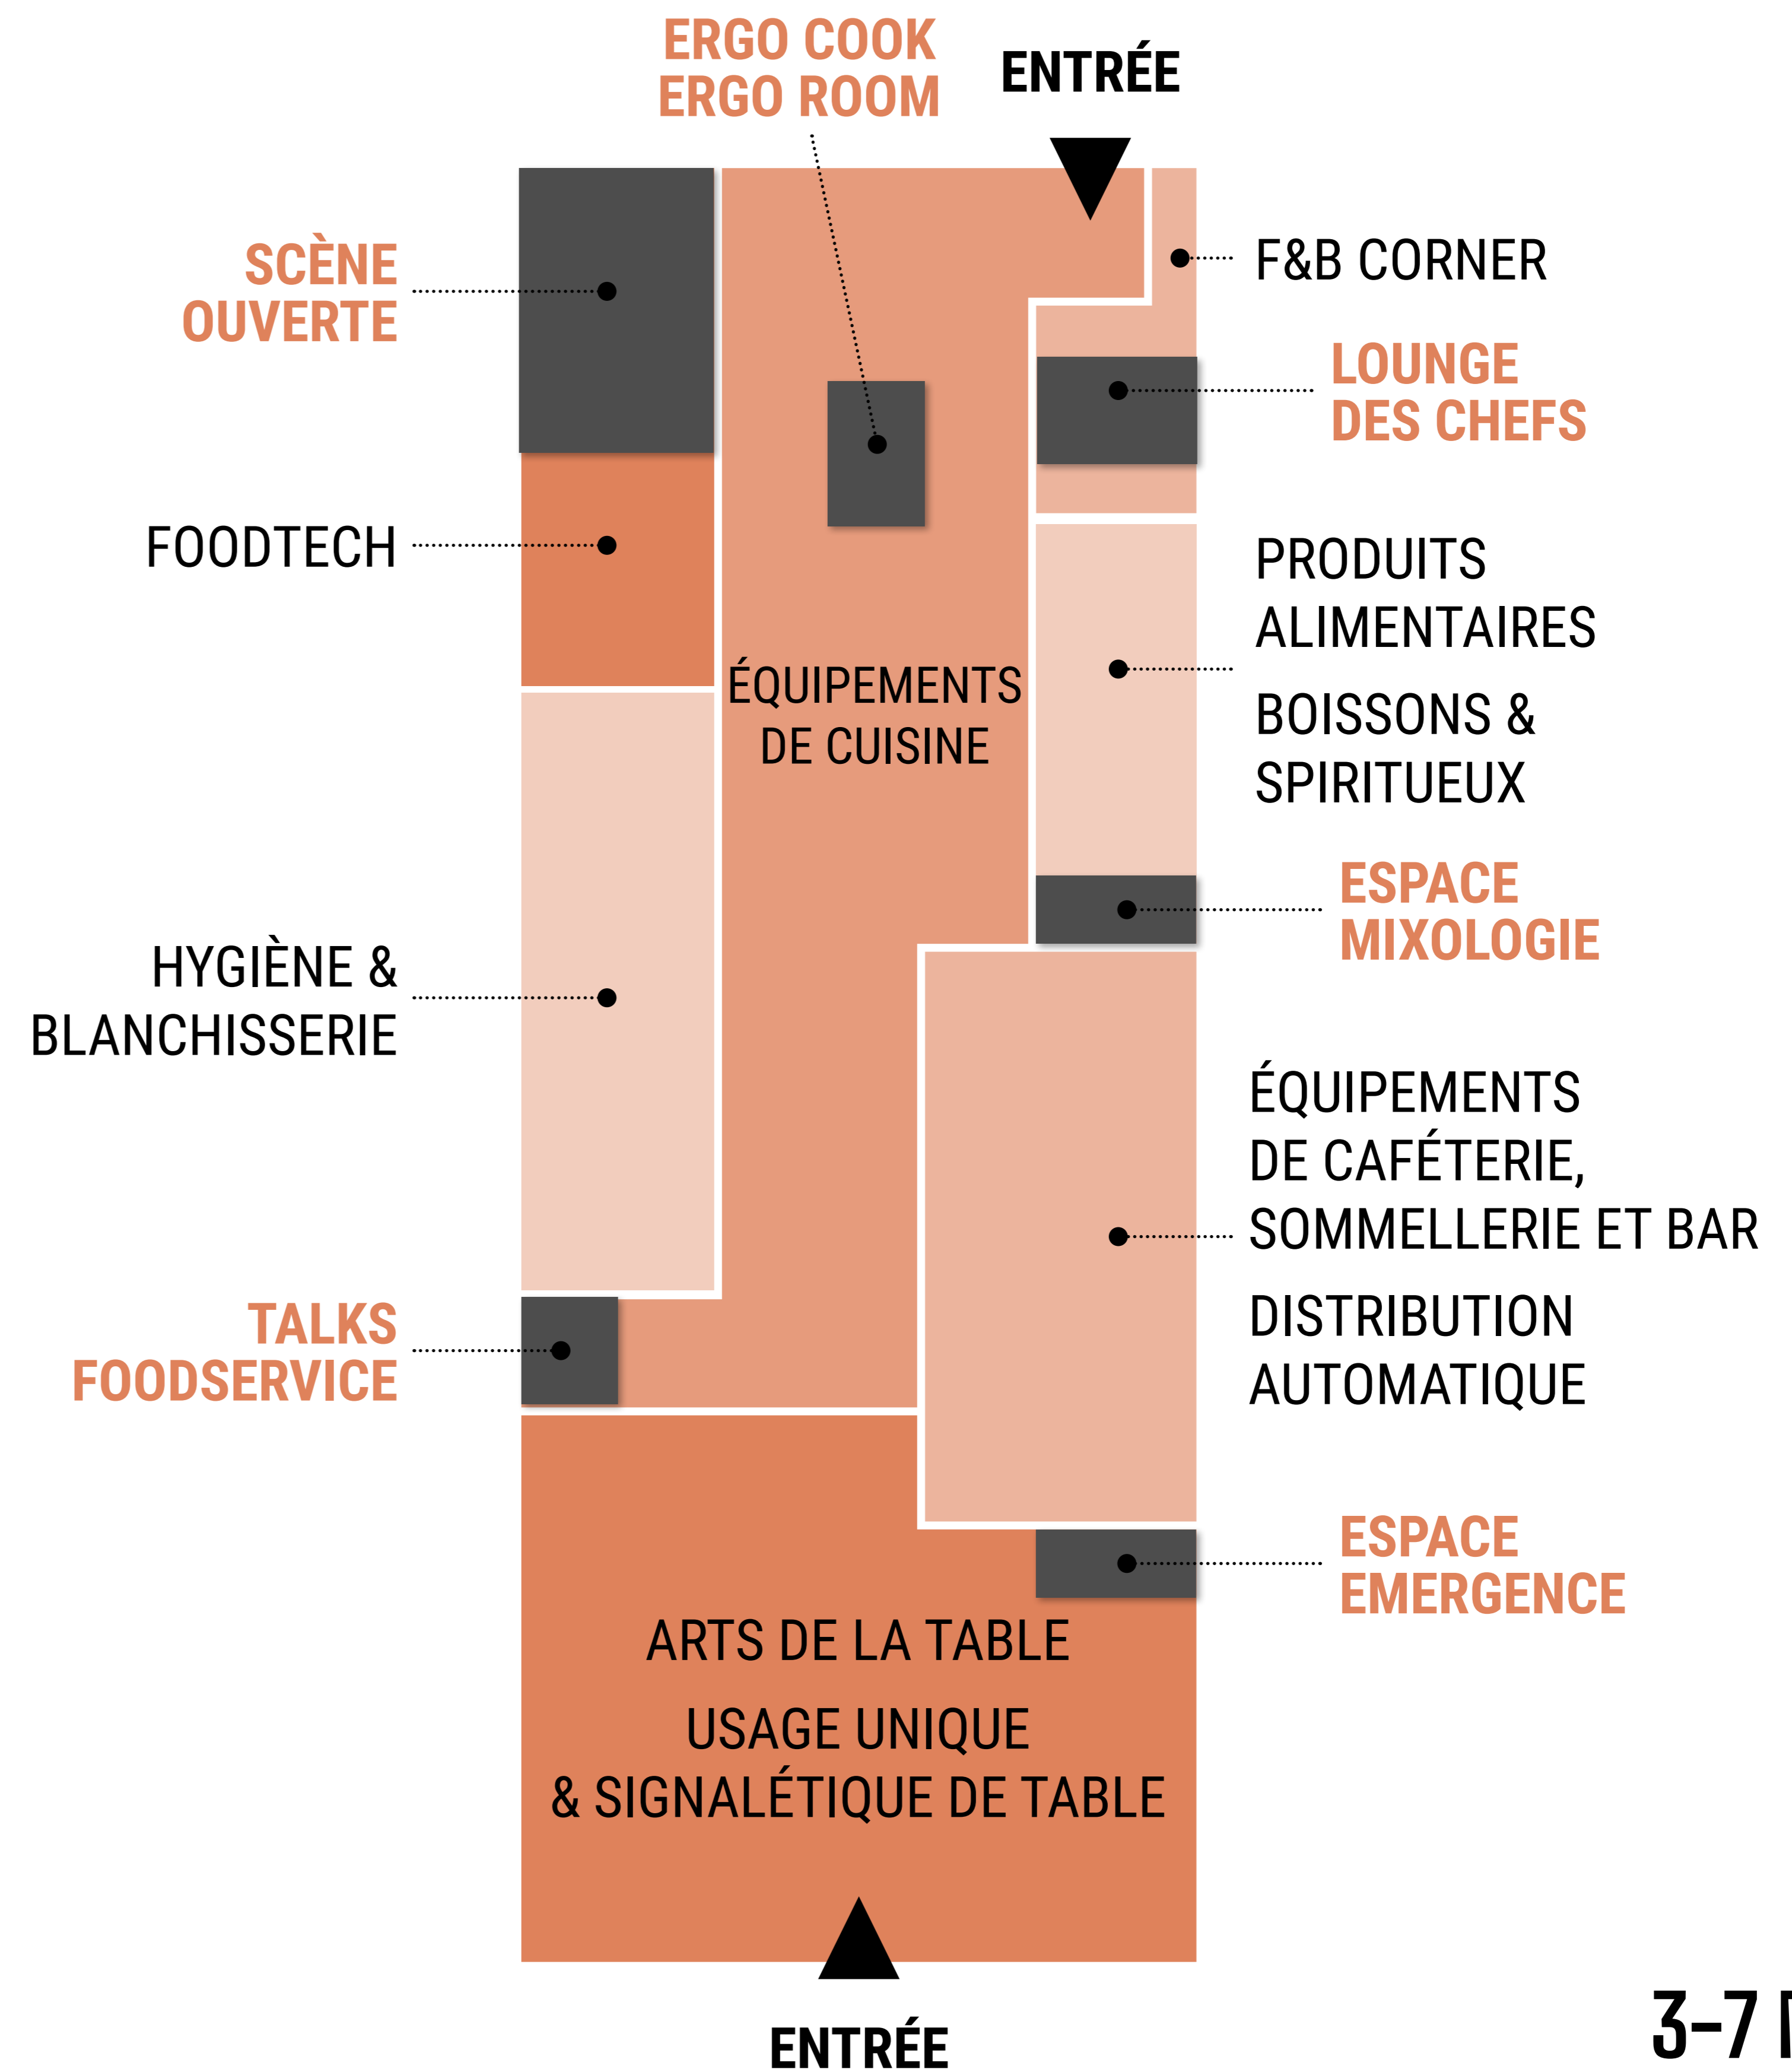 ERGO COOK
ERGO ROOM
ENTRÉE
SCÈNE
OUVERTE
F&B CORNER
LOUNGE
DES CHEFS
FOODTECH
PRODUITS
ALIMENTAIRES
BOISSONS &
SPIRITUEUX
ÉQUIPEMENTS
DE CUISINE
ESPACE
MIXOLOGIE
HYGIÈNE &
BLANCHISSERIE
ÉQUIPEMENTS
DE CAFÉTERIE,
SOMMELLERIE ET BAR
DISTRIBUTION
AUTOMATIQUE
TALKS
FOODSERVICE
ESPACE
EMERGENCE
ARTS DE LA TABLE
USAGE UNIQUE
& SIGNALÉTIQUE DE TABLE
ENTRÉE
3–7